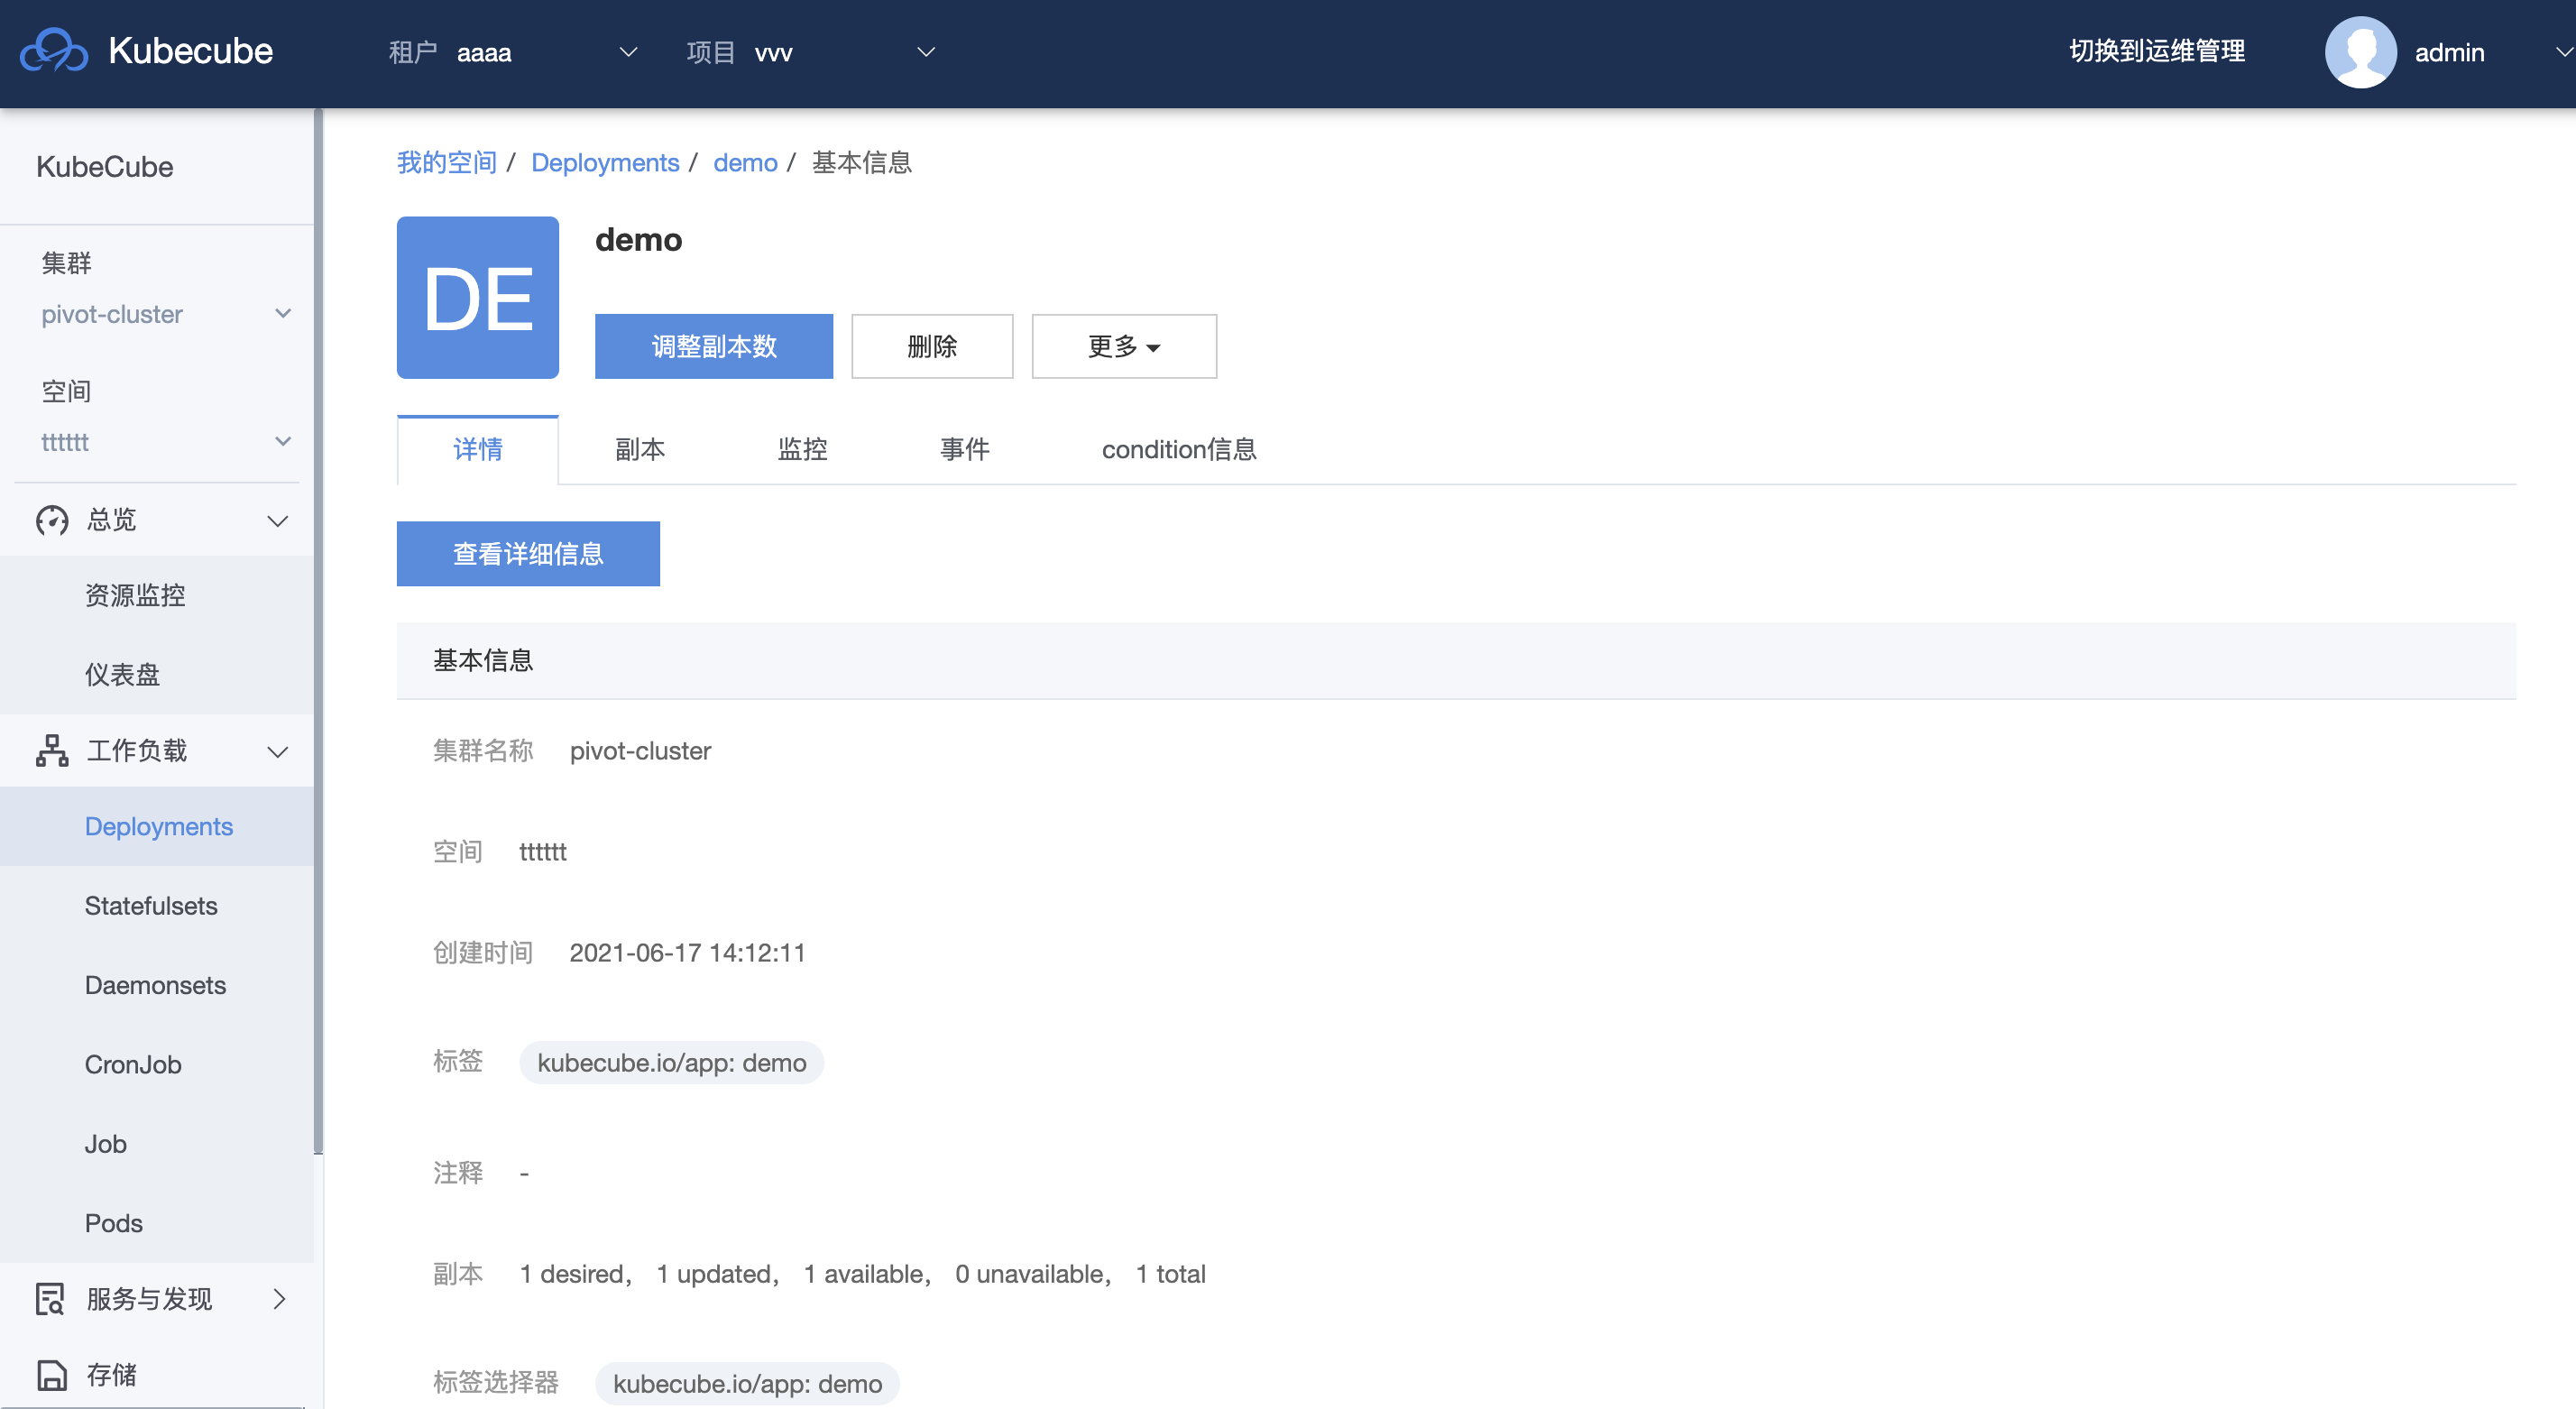 Kubecube 租户 aaaa 项目 vvv 切换到运维管理 admin
KubeCube
集群
pivot-cluster
空间
tttttt
总览
资源监控
仪表盘
工作负载
Deployments
Statefulsets
Daemonsets
CronJob
Job
Pods
服务与发现
存储
我的空间 / Deployments / demo / 基本信息
DE
demo
调整副本数 删除 更多
详情 副本 监控 事件 condition信息
查看详细信息
基本信息
集群名称 pivot-cluster
空间 tttttt
创建时间 2021-06-17 14:12:11
标签 kubecube.io/app: demo
注释 -
副本 1 desired， 1 updated， 1 available， 0 unavailable， 1 total
标签选择器 kubecube.io/app: demo